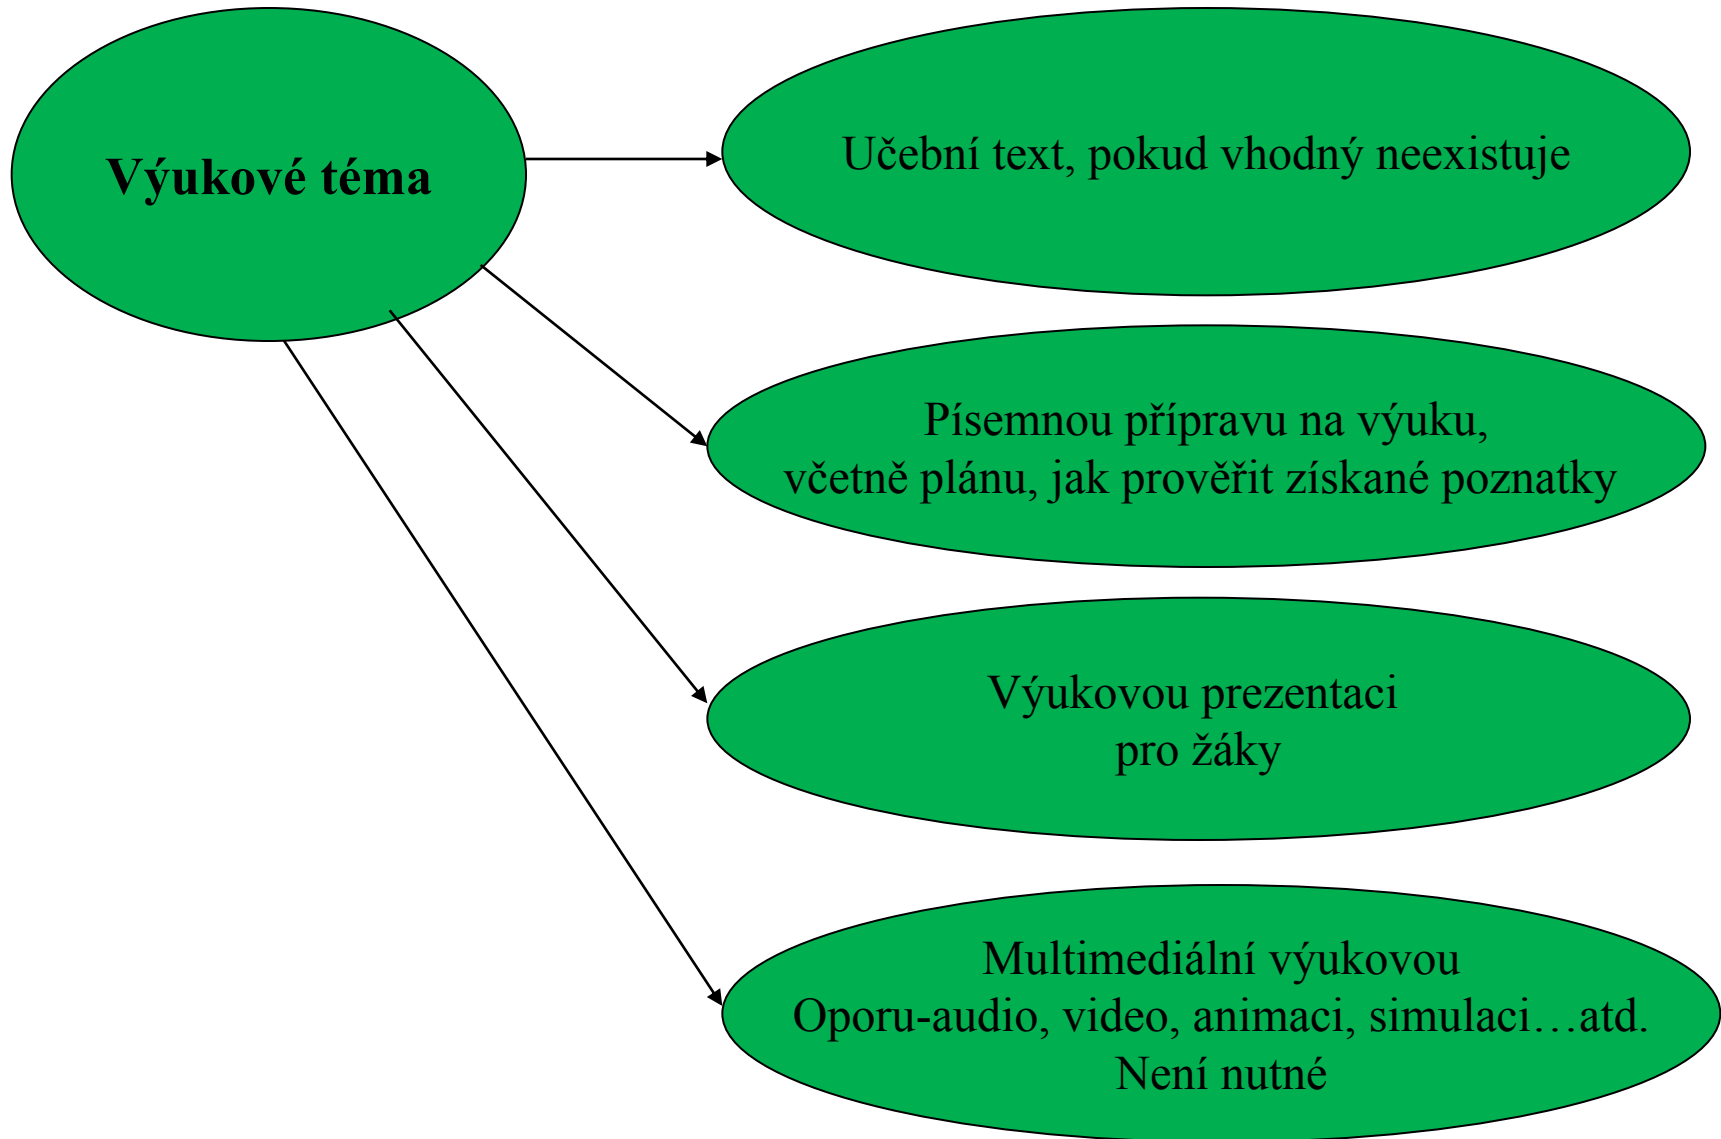 Výukové téma
Učební text, pokud vhodný neexistuje
Písemnou přípravu na výuku,
včetně plánu, jak prověřit získané poznatky
Výukovou prezentaci
pro žáky
Multimediální výukovou
Oporu-audio, video, animaci, simulaci…atd.
Není nutné